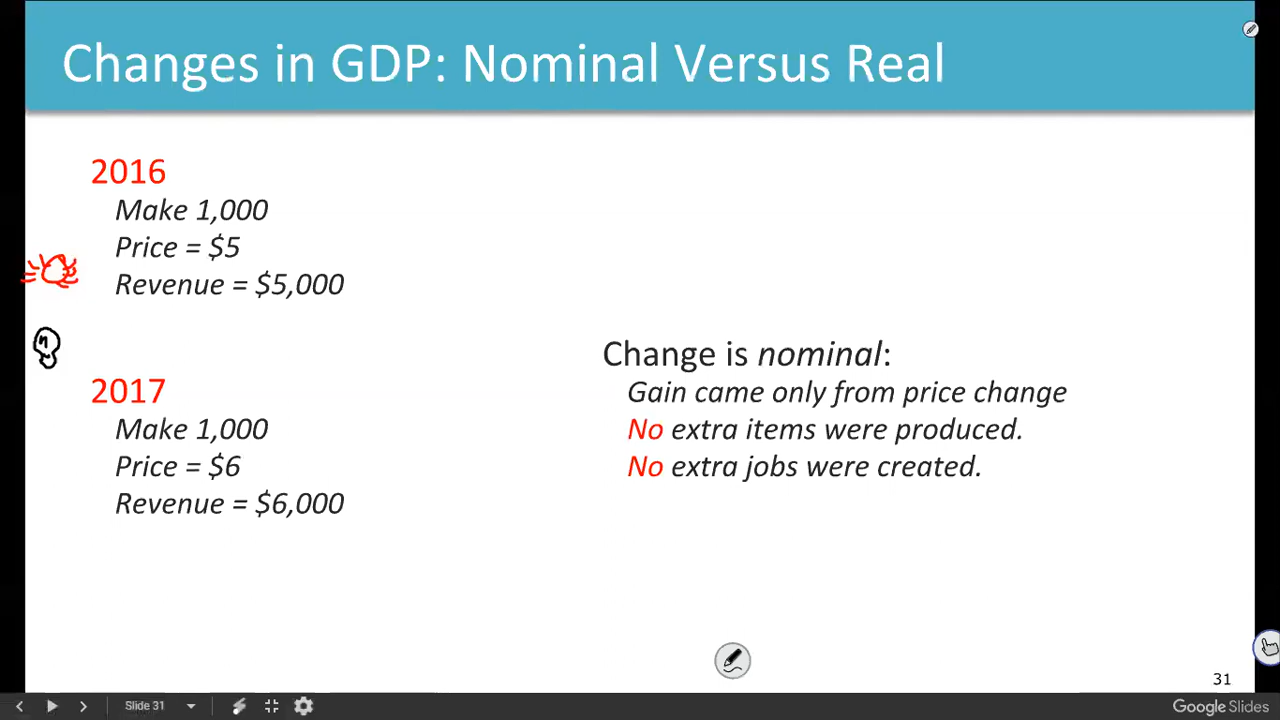 Changes in GDP: Nominal Versus Real
2016
Make 1,000
Price = $5
Revenue = $5,000
2017
Make 1,000
Price = $6
Revenue = $6,000
Change is nominal:
Gain came only from price change
No extra items were produced.
No extra jobs were created.
31
Slide 31
Google Slides